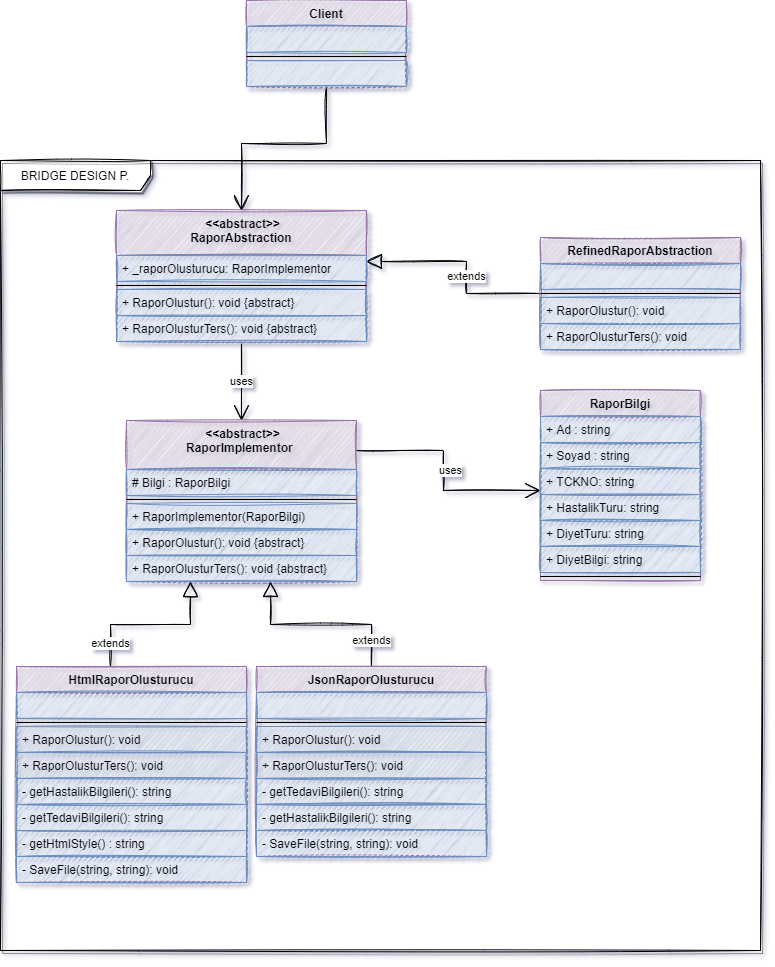 Client
BRIDGE DESIGN P.
<<abstract>>
RaporAbstraction
+ _raporOlusturucu: RaporImplementor
+ RaporOlustur(): void {abstract}
+ RaporOlusturTers(): void {abstract}
extends
RefinedRaporAbstraction
+ RaporOlustur(): void
+ RaporOlusturTers(): void
uses
<<abstract>>
RaporImplementor
# Bilgi : RaporBilgi
+ RaporImplementor(RaporBilgi)
+ RaporOlustur(): void {abstract}
+ RaporOlusturTers(): void {abstract}
uses
RaporBilgi
+ Ad : string
+ Soyad : string
+ TCKNO: string
+ HastalikTuru: string
+ DiyetTuru: string
+ DiyetBilgi: string
extends
extends
HtmlRaporOlusturucu
+ RaporOlustur(): void
+ RaporOlusturTers(): void
- getHastalikBilgileri(): string
- getTedaviBilgileri(): string
- getHtmlStyle() : string
- SaveFile(string, string): void
JsonRaporOlusturucu
+ RaporOlustur(): void
+ RaporOlusturTers(): void
- getTedaviBilgileri(): string
- getHastalikBilgileri(): string
- SaveFile(string, string): void